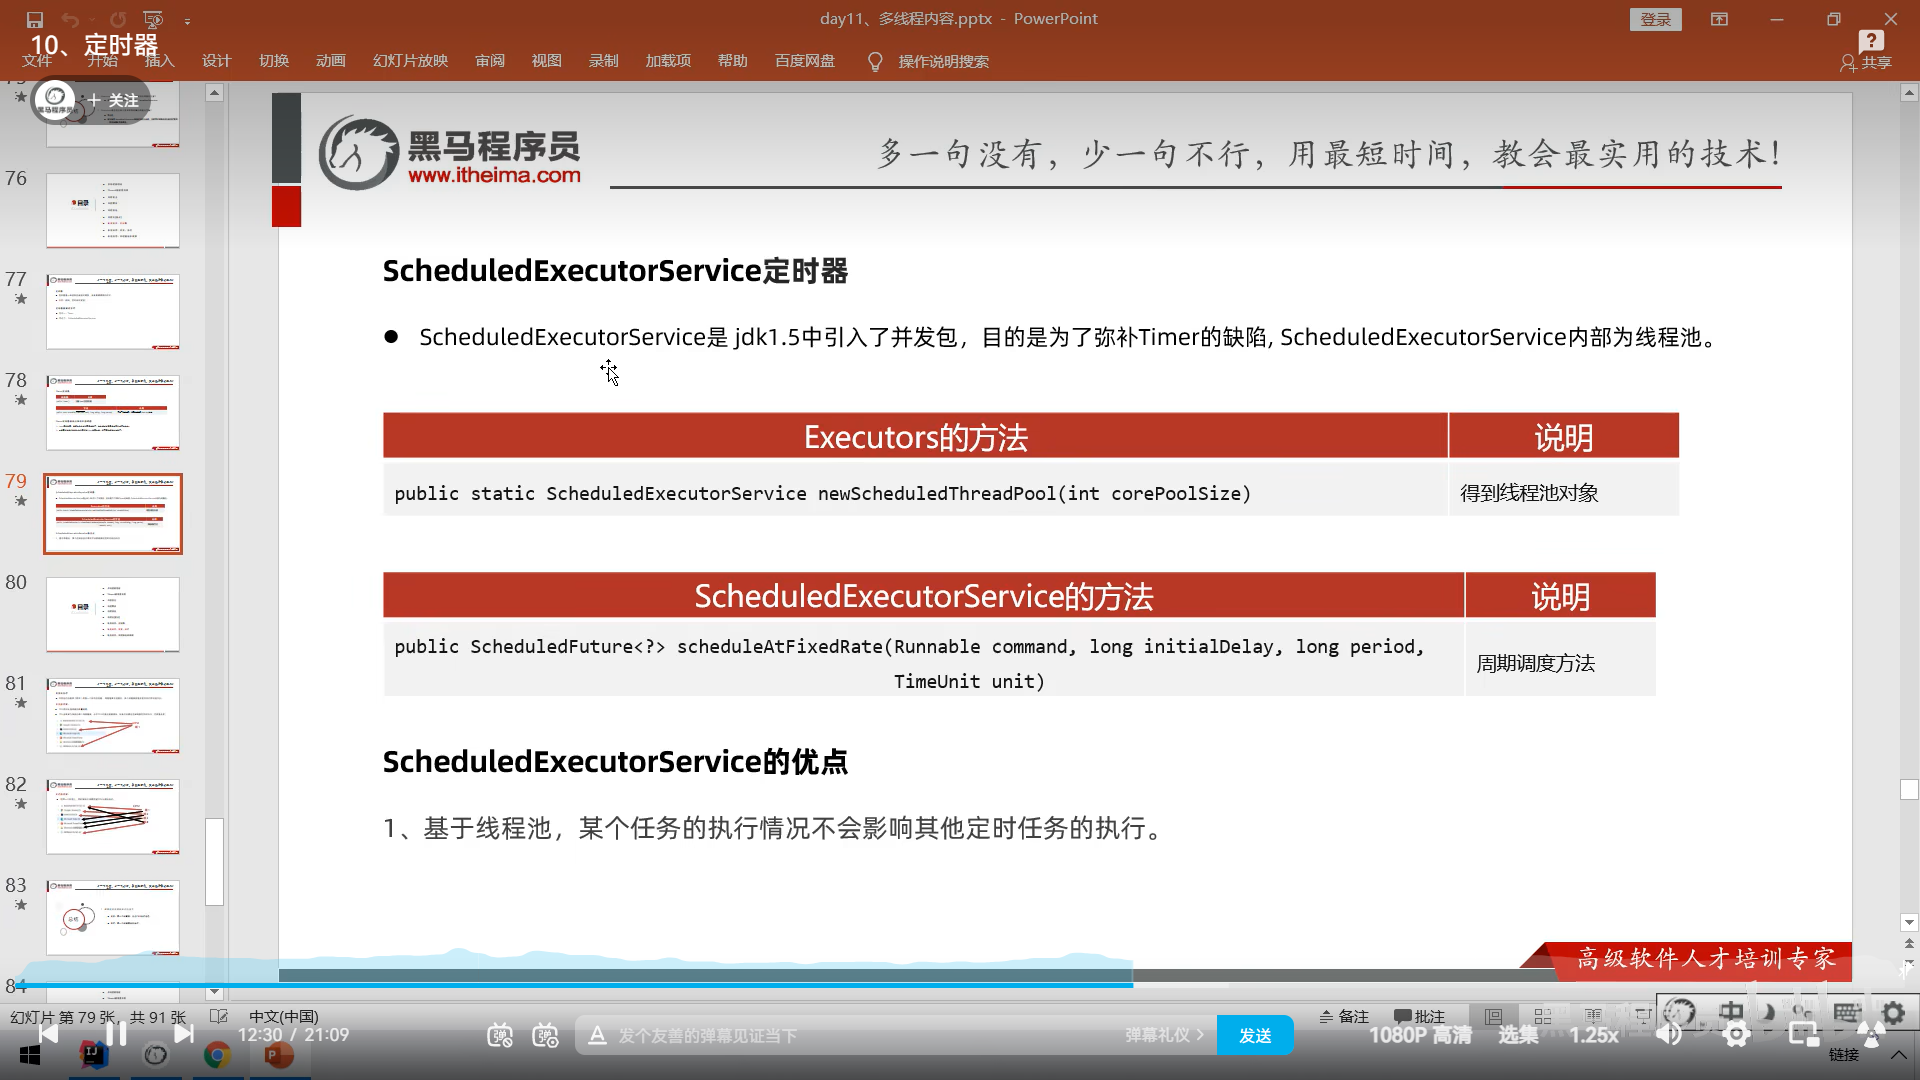 day11、多线程内容.pptx - PowerPoint
登录
10、定时器
文件 开始 插入 设计 切换 动画 幻灯片放映 审阅 视图 录制 加载项 帮助 百度网盘 操作说明搜索
共享
黑马程序员
+ 关注
76
77
78
79
80
81
82
83
84
黑马程序员
www.itheima.com
多一句没有，少一句不行，用最短时间，教会最实用的技术！
ScheduledExecutorService定时器
ScheduledExecutorService是 jdk1.5中引入了并发包，目的是为了弥补Timer的缺陷, ScheduledExecutorService内部为线程池。
Executors的方法 说明
public static ScheduledExecutorService newScheduledThreadPool(int corePoolSize) 得到线程池对象
ScheduledExecutorService的方法 说明
public ScheduledFuture<?> scheduleAtFixedRate(Runnable command, long initialDelay, long period,
TimeUnit unit)
周期调度方法
ScheduledExecutorService的优点
1、基于线程池，某个任务的执行情况不会影响其他定时任务的执行。
高级软件人才培训专家
幻灯片 第 79 张，共 91 张 中文(中国) 备注 批注
中
12:30 / 21:09
发个友善的弹幕见证当下
弹幕礼仪 >
发送
1080P 高清
选集
1.25x
链接